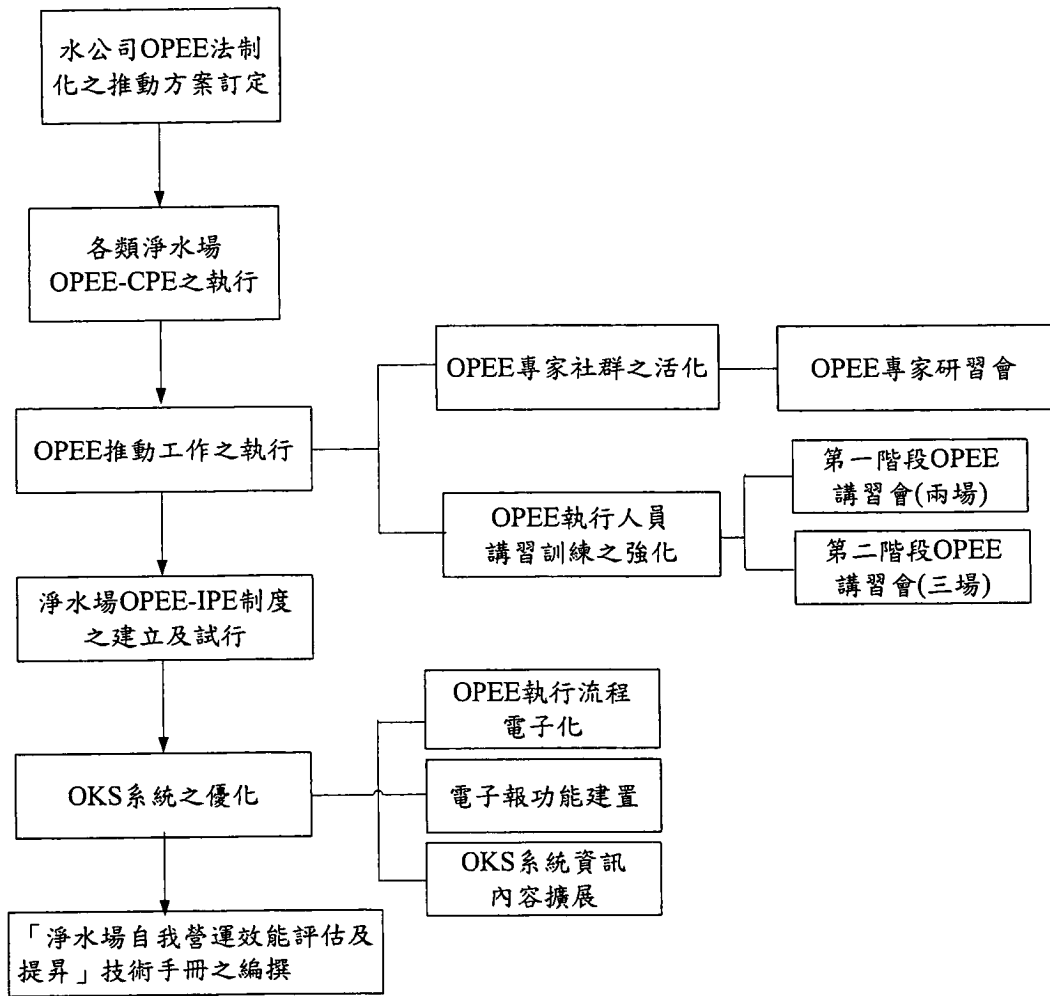 水公司OPEE法制
化之推動方案訂定
各類淨水場
OPEE-CPE之執行
OPEE推動工作之執行
OPEE專家社群之活化
OPEE專家研習會
OPEE執行人員
講習訓練之強化
第一階段OPEE
講習會(兩場)
第二階段OPEE
講習會(三場)
淨水場OPEE-IPE制度
之建立及試行
OKS系統之優化
OPEE執行流程
電子化
電子報功能建置
OKS系統資訊
內容擴展
「淨水場自我營運效能評估及
提昇」技術手冊之編撰